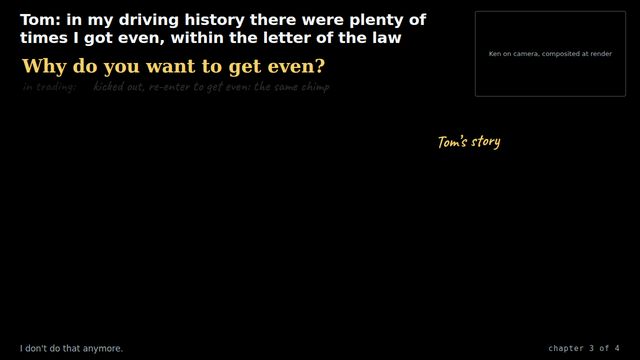 Tom: in my driving history there were plenty of
times I got even, within the letter of the law
Ken on camera, composited at render
Why do you want to get even?
in trading: kicked out, re-enter to get even: the same chimp
Tom's story
I don't do that anymore.
chapter 3 of 4